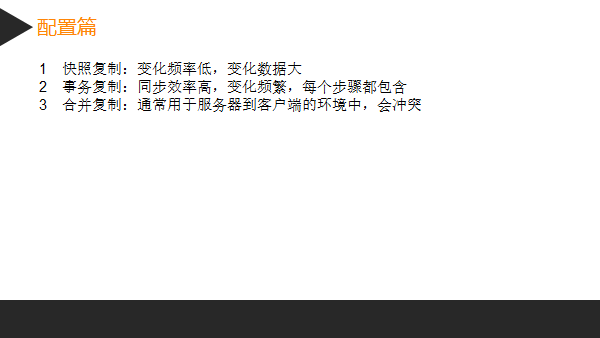 配置篇
1 快照复制：变化频率低，变化数据大
2 事务复制：同步效率高，变化频繁，每个步骤都包含
3 合并复制：通常用于服务器到客户端的环境中，会冲突